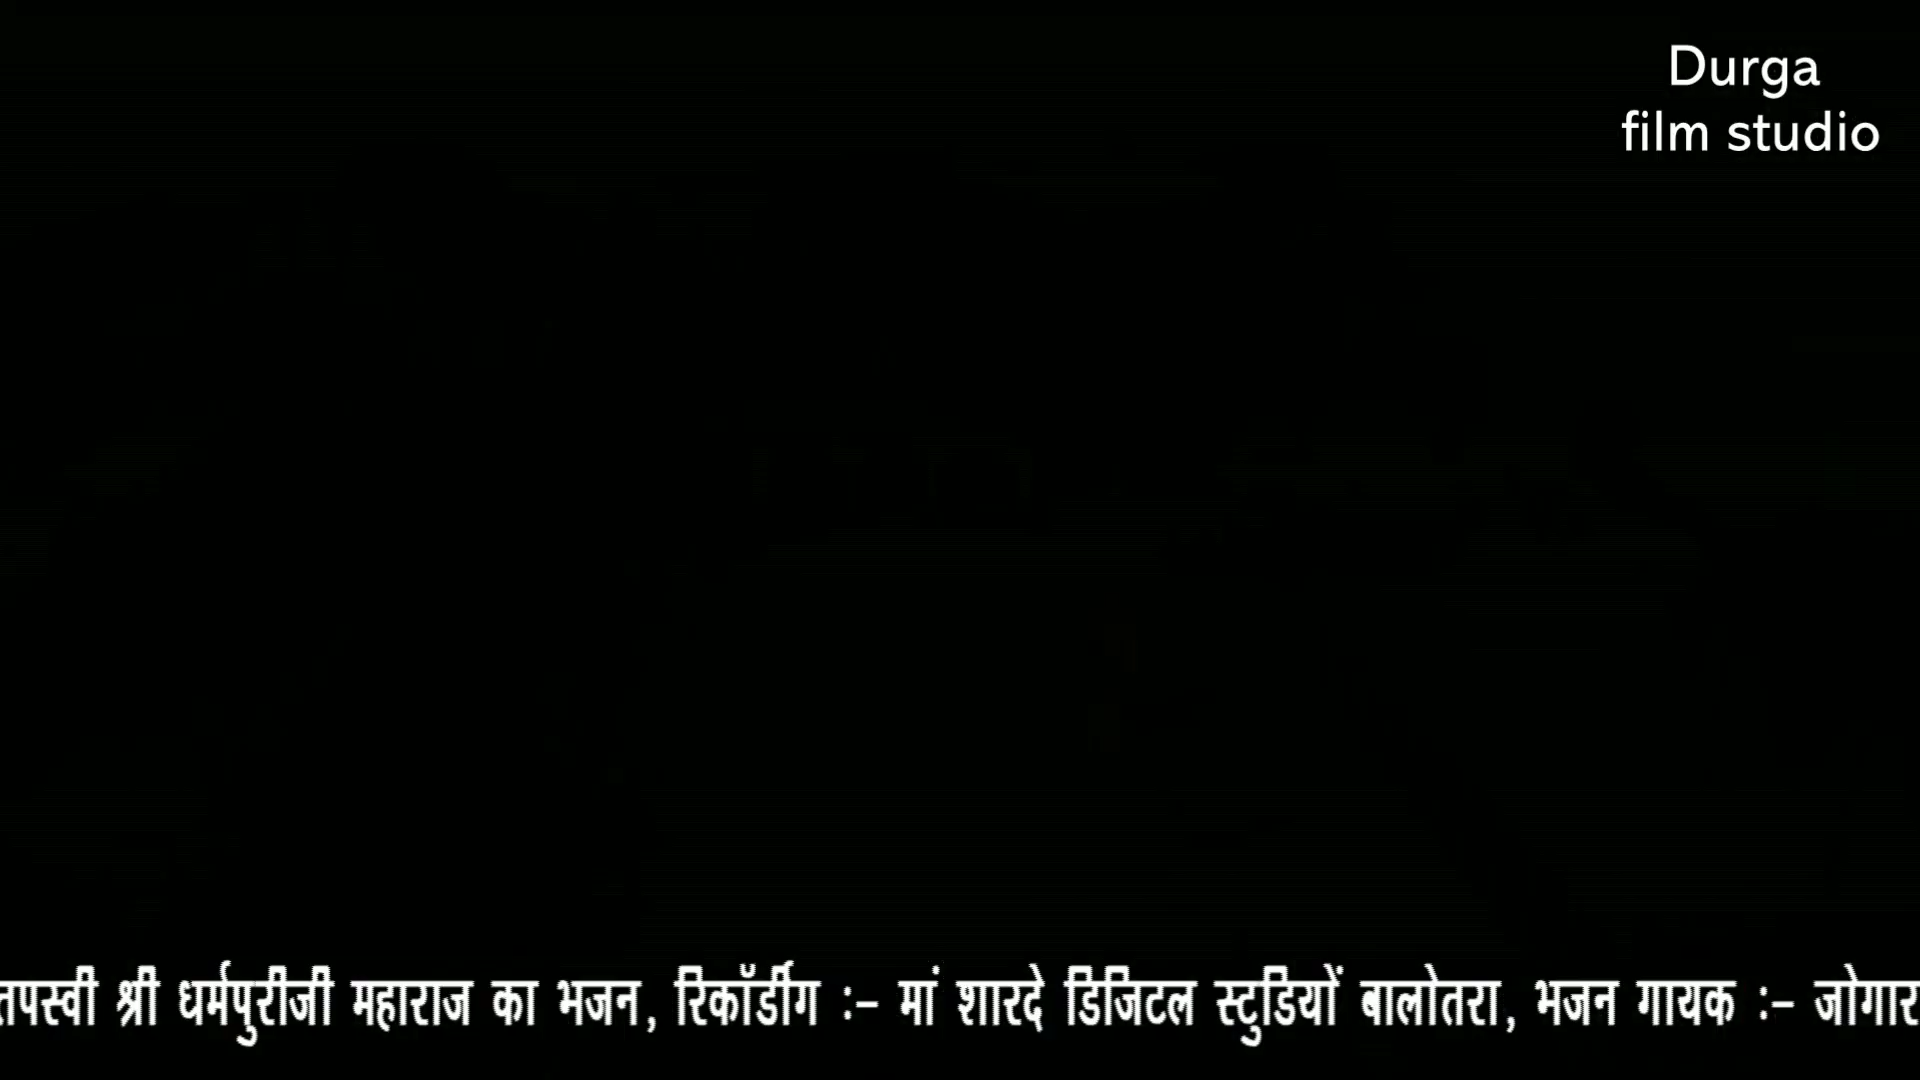 Durga
film studio
तपस्वी श्री धर्मपुरीजी महाराज का भजन, रिकॉर्डींग :- मां शारदे डिजिटल स्टुडियों बालोतरा, भजन गायक :- जोगार